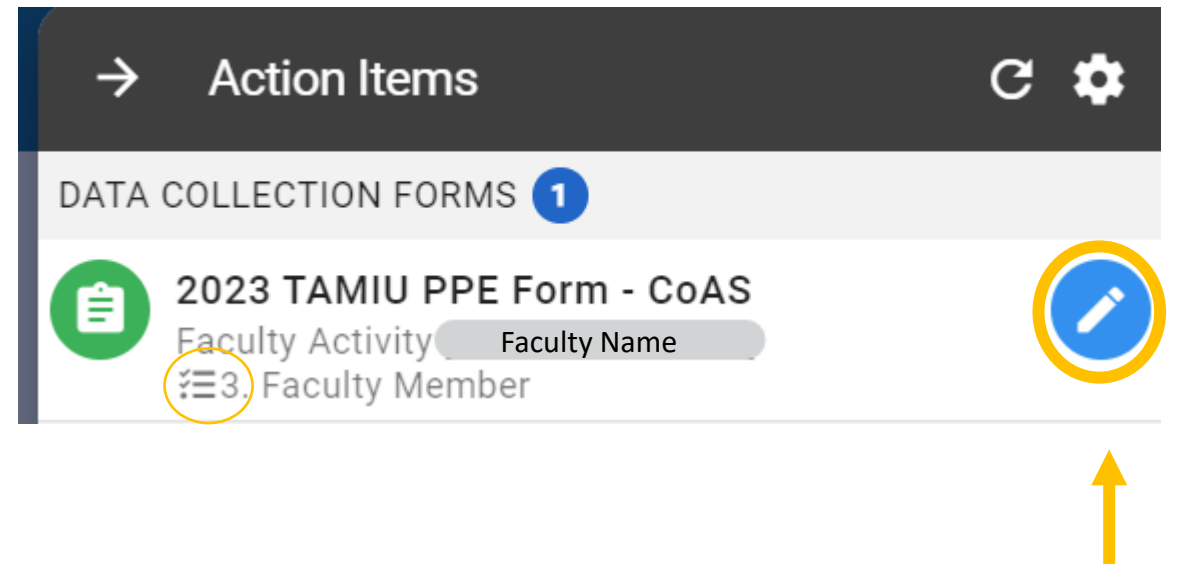 Action Items
DATA COLLECTION FORMS 1
2023 TAMIU PPE Form - CoAS
Faculty Activity Faculty Name
3. Faculty Member